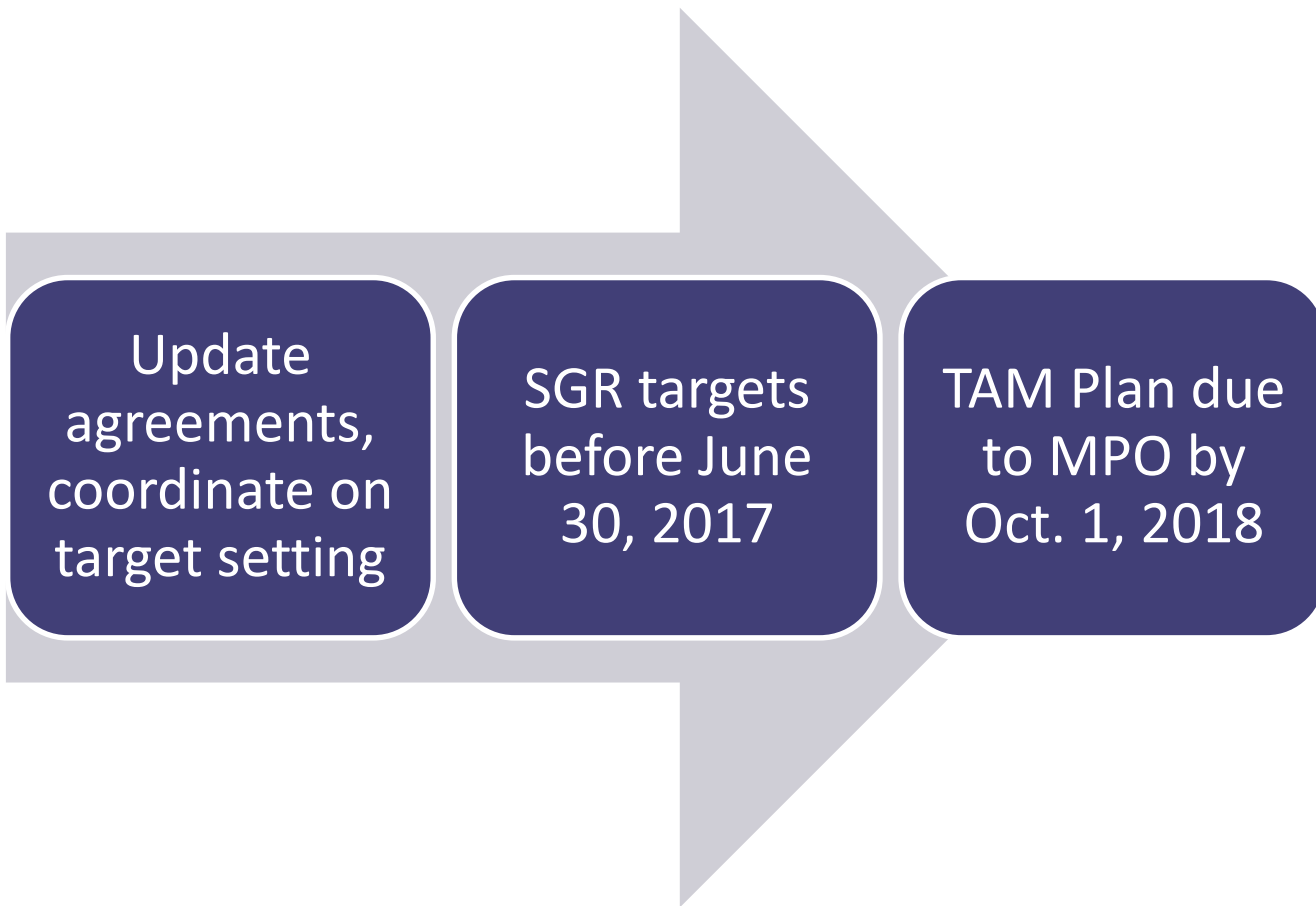 Update
agreements,
coordinate on
target setting
SGR targets
before June
30, 2017
TAM Plan due
to MPO by
Oct. 1, 2018